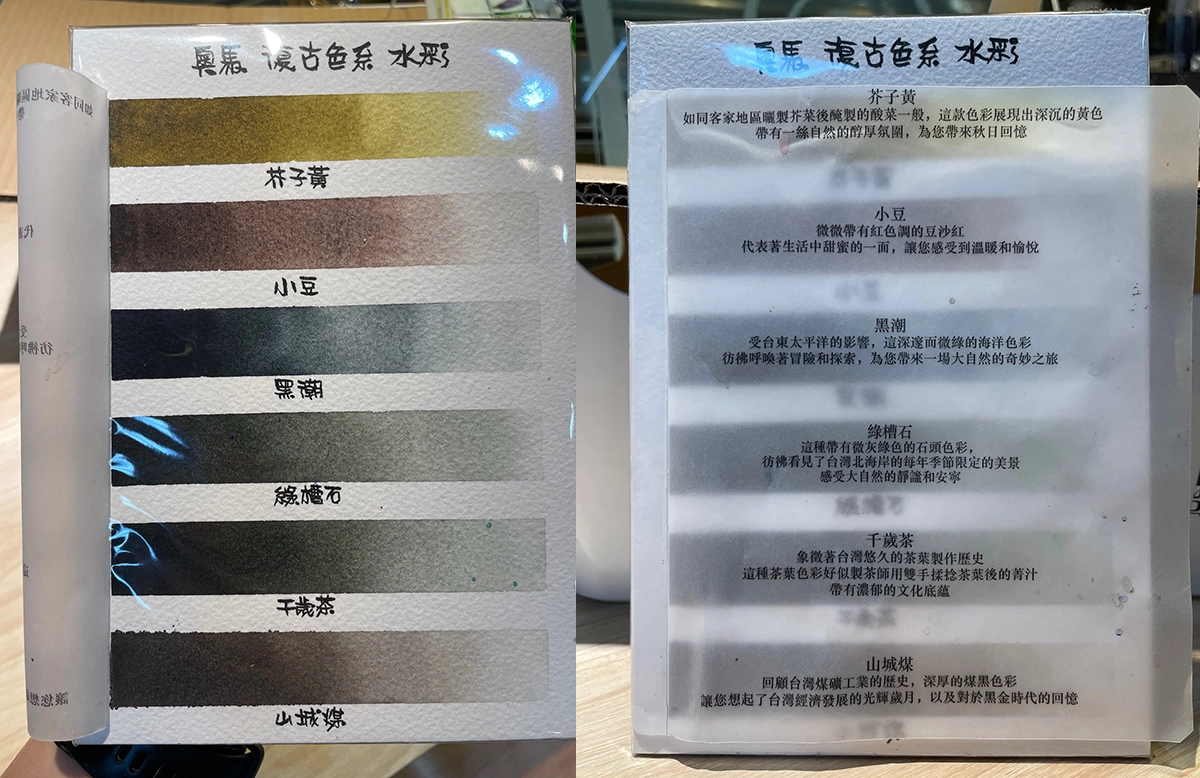 奠馬 復古色系 水彩
芥子黃
小豆
黑潮
綠槽石
千歲茶
山城煤
奠馬 復古色系 水彩
芥子黃
如同客家地區曬製芥菜後醃製的酸菜一般，這款色彩展現出深沉的黃色
帶有一絲自然的醇厚氛圍，為您帶來秋日回憶
小豆
微微帶有紅色調的豆沙紅
代表著生活中甜蜜的一面，讓您感受到溫暖和愉悅
黑潮
受台東太平洋的影響，這深邃而微綠的海洋色彩
彷彿呼喚著冒險和探索，為您帶來一場大自然的奇妙之旅
綠槽石
這種帶有微灰綠色的石頭色彩，
彷彿看見了台灣北海岸的每年季節限定的美景
感受大自然的靜謐和安寧
千歲茶
象徵著台灣悠久的茶葉製作歷史
這種茶葉色彩好似製茶師用雙手揉捻茶葉後的菁汁
帶有濃郁的文化底蘊
山城煤
回顧台灣煤礦工業的歷史，深厚的煤黑色彩
讓您想起了台灣經濟發展的光輝歲月，以及對於黑金時代的回憶